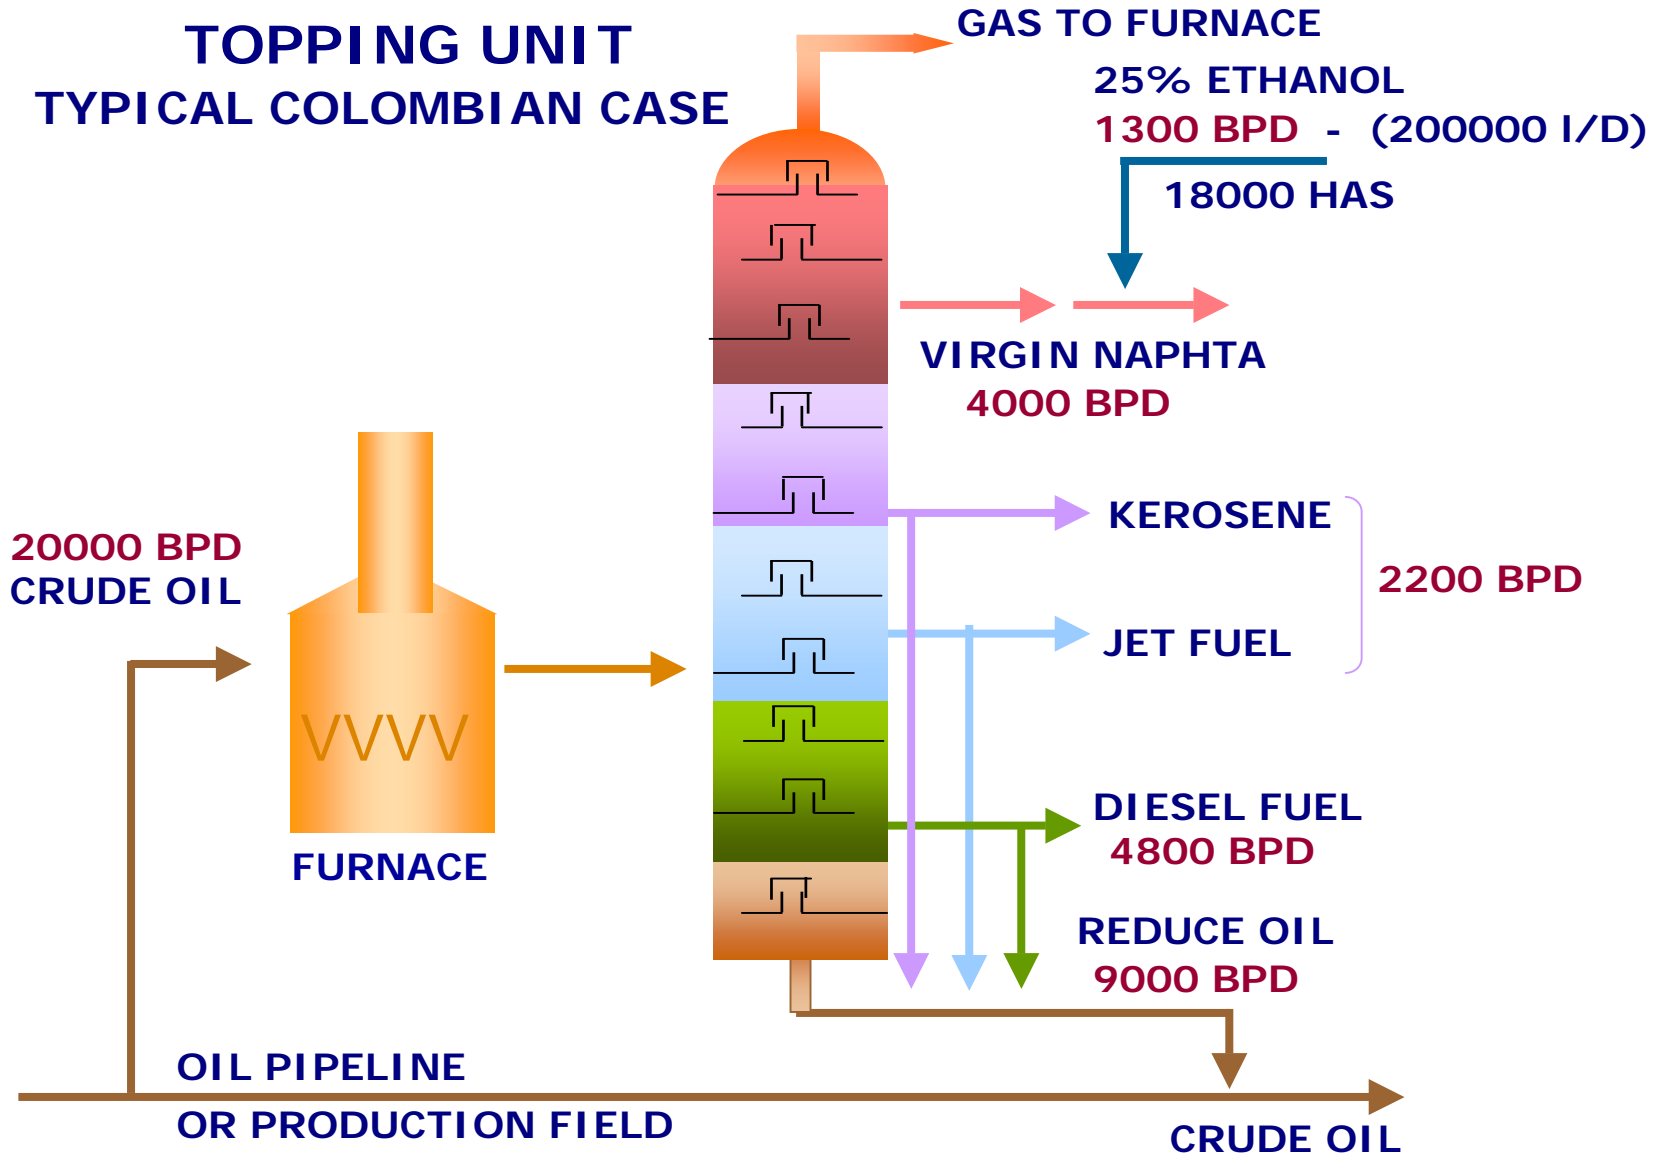 TOPPING UNIT
TYPICAL COLOMBIAN CASE
GAS TO FURNACE
25% ETHANOL
1300 BPD - (200000 l/D)
18000 HAS
VIRGIN NAPHTA
4000 BPD
KEROSENE
2200 BPD
JET FUEL
20000 BPD
CRUDE OIL
VVVV
FURNACE
DIESEL FUEL
4800 BPD
REDUCE OIL
9000 BPD
OIL PIPELINE
OR PRODUCTION FIELD
CRUDE OIL